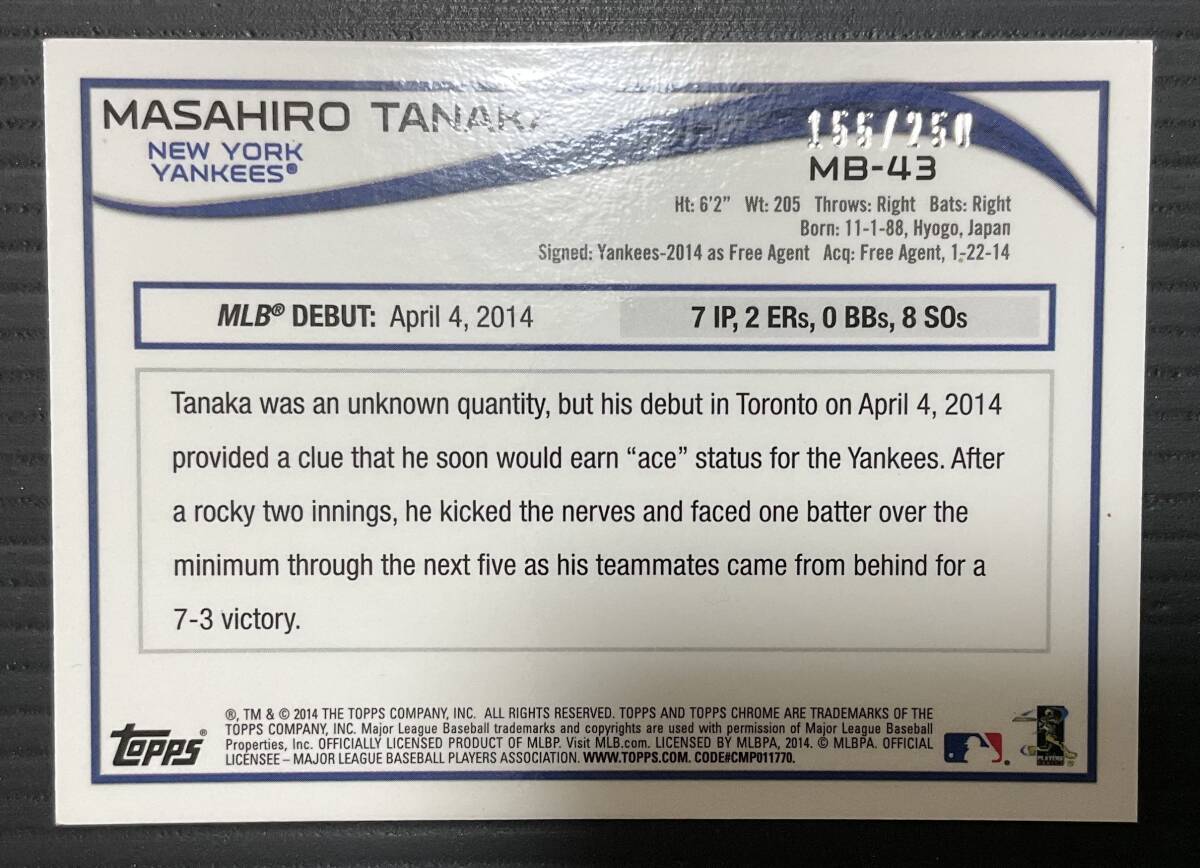 MASAHIRO TANAKA
NEW YORK
YANKEES®
155/250
MB-43
Ht: 6'2" Wt: 205 Throws: Right Bats: Right
Born: 11-1-88, Hyogo, Japan
Signed: Yankees-2014 as Free Agent Acq: Free Agent, 1-22-14
MLB® DEBUT: April 4, 2014 7 IP, 2 ERs, 0 BBs, 8 SOs
Tanaka was an unknown quantity, but his debut in Toronto on April 4, 2014
provided a clue that he soon would earn “ace” status for the Yankees. After
a rocky two innings, he kicked the nerves and faced one batter over the
minimum through the next five as his teammates came from behind for a
7-3 victory.
Topps®
®, TM & © 2014 THE TOPPS COMPANY, INC. ALL RIGHTS RESERVED. TOPPS AND TOPPS CHROME ARE TRADEMARKS OF THE
TOPPS COMPANY, INC. Major League Baseball trademarks and copyrights are used with permission of Major League Baseball
Properties, Inc. OFFICIALLY LICENSED PRODUCT OF MLBP. Visit MLB.com. LICENSED BY MLBPA, 2014. © MLBPA. OFFICIAL
LICENSEE – MAJOR LEAGUE BASEBALL PLAYERS ASSOCIATION. WWW.TOPPS.COM. CODE#CMP011770.